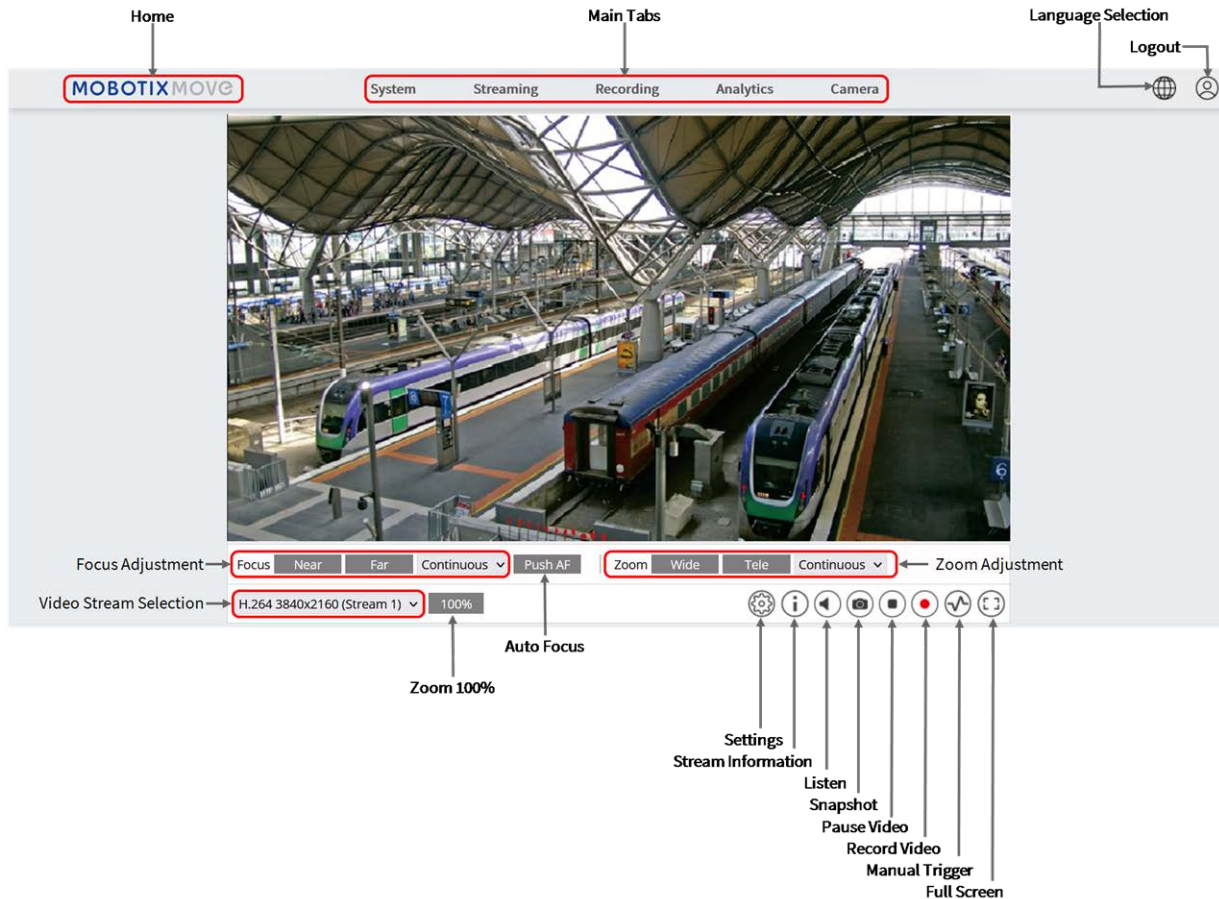 Home
Main Tabs
Language Selection
Logout
MOBOTIX MOVE
System Streaming Recording Analytics Camera
6
Focus Adjustment
Focus Near Far Continuous Push AF Zoom Wide Tele Continuous
Zoom Adjustment
Video Stream Selection
H.264 3840x2160 (Stream 1) 100%
Auto Focus
Zoom 100%
Settings
Stream Information
Listen
Snapshot
Pause Video
Record Video
Manual Trigger
Full Screen